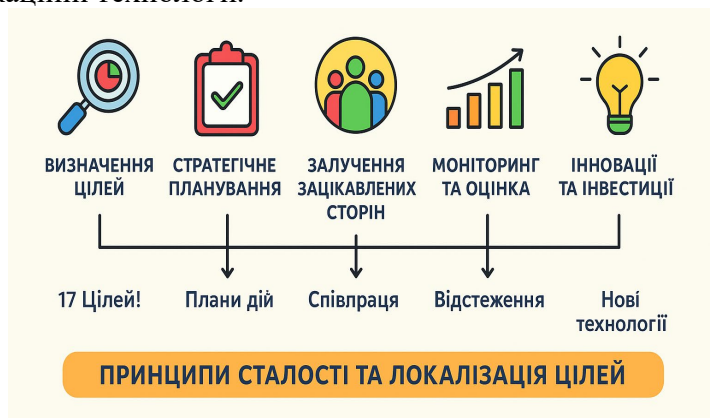 ВИЗНАЧЕННЯ
ЦІЛЕЙ
СТРАТЕГІЧНЕ
ПЛАНУВАННЯ
ЗАЛУЧЕННЯ
ЗАЦІКАВЛЕНИХ
СТОРІН
МОНІТОРИНГ
ТА ОЦІНКА
ІННОВАЦІЇ
ТА ІНВЕСТИЦІЇ
17 Цілей!
Плани дій
Співпраця
Відстеження
Нові
технології
ПРИНЦИПИ СТАЛОСТІ ТА ЛОКАЛІЗАЦІЯ ЦІЛЕЙ